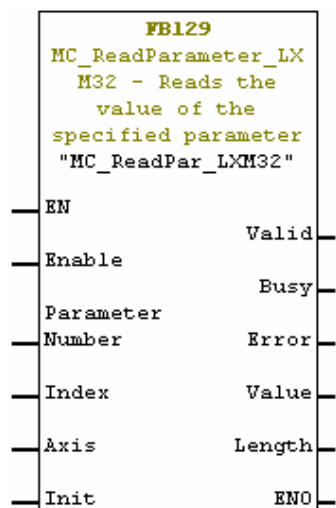 FB129
MC_ReadParameter_LX
M32 - Reads the
value of the
specified parameter
"MC_ReadPar_LXM32"
EN
Valid
Enable
Busy
Parameter
Number Error
Index Value
Axis Length
Init ENO